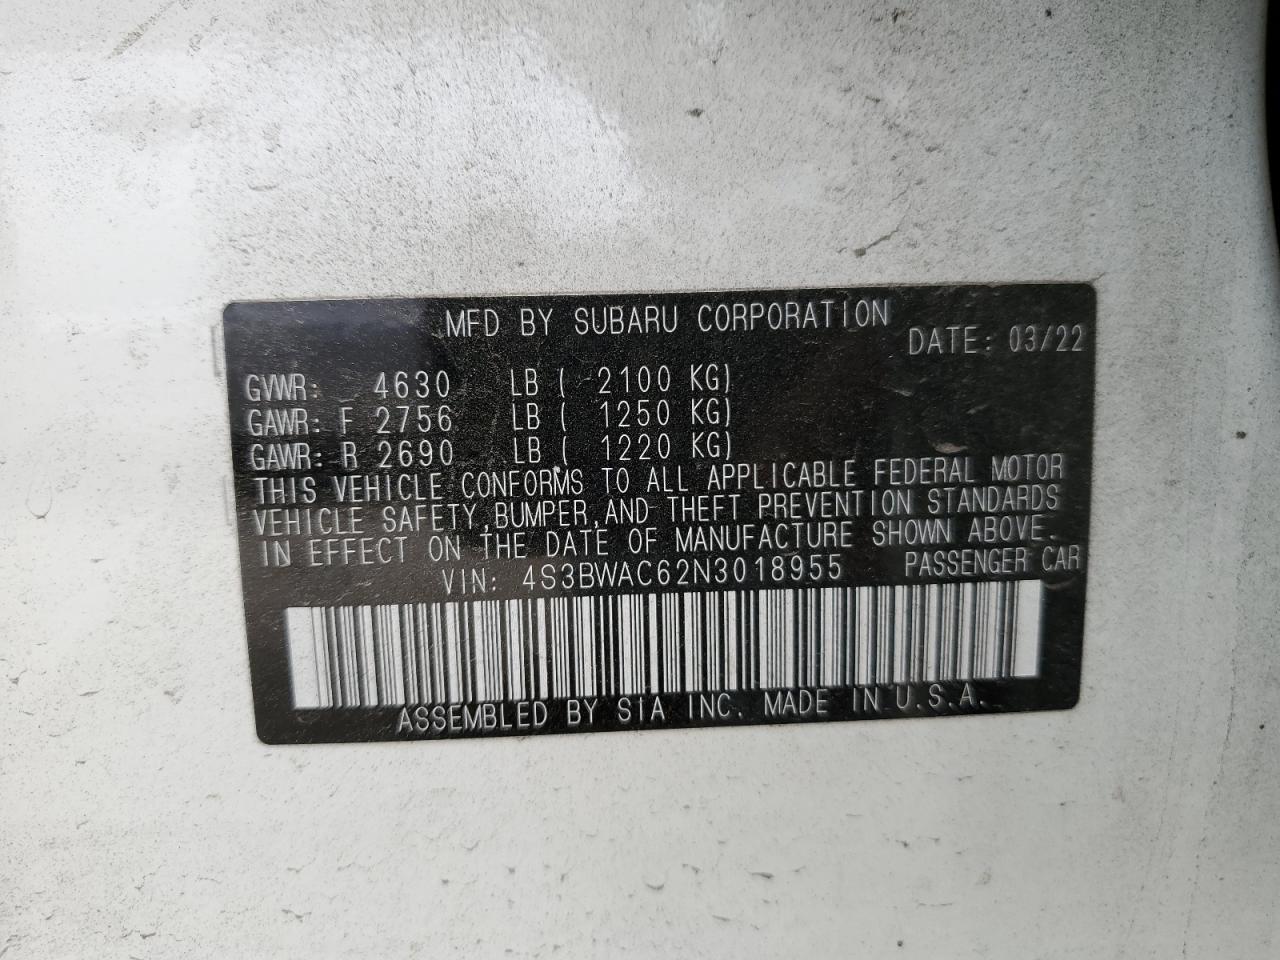 MFD BY SUBARU CORPORATION
DATE: 03/22
GVWR: 4630 LB ( 2100 KG)
GAWR: F 2756 LB ( 1250 KG)
GAWR: R 2690 LB ( 1220 KG)
THIS VEHICLE CONFORMS TO ALL APPLICABLE FEDERAL MOTOR
VEHICLE SAFETY, BUMPER, AND THEFT PREVENTION STANDARDS
IN EFFECT ON THE DATE OF MANUFACTURE SHOWN ABOVE.
VIN: 4S3BWAC62N3018955 PASSENGER CAR
ASSEMBLED BY SIA INC. MADE IN U.S.A.